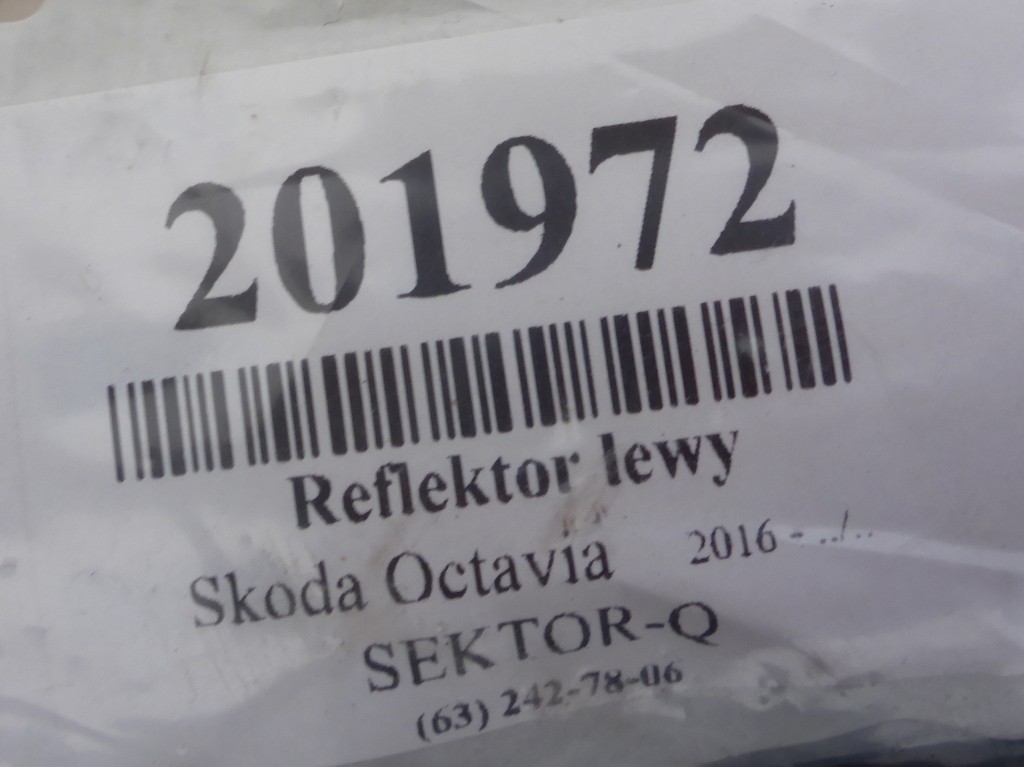 201972
Reflektor lewy
Skoda Octavia 2016 - ../..
SEKTOR-Q
(63) 242-78-06